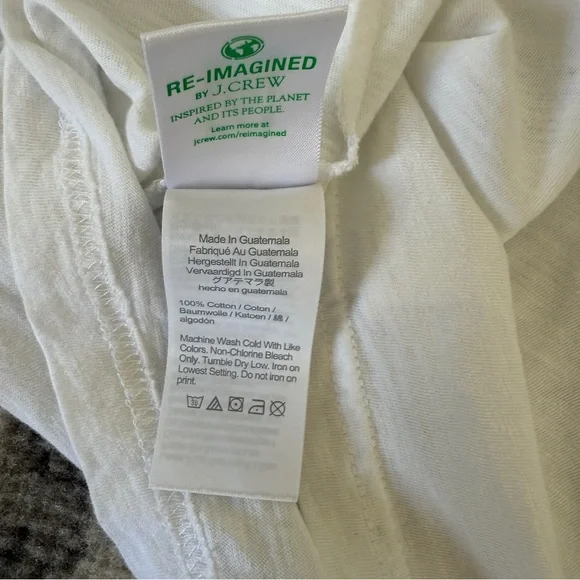 RE-IMAGINED
BY J.CREW
INSPIRED BY THE PLANET
AND ITS PEOPLE.
Learn more at
jcrew.com/reimagined
Made In Guatemala
Fabriqué Au Guatemala
Hergestellt In Guatemala
Vervaardigd In Guatemala
グアテマラ製
hecho en guatemala
100% Cotton / Coton /
Baumwolle / Katoen / 綿 /
algodón
Machine Wash Cold With Like
Colors. Non-Chlorine Bleach
Only. Tumble Dry Low. Iron on
Lowest Setting. Do not iron on
print.
30